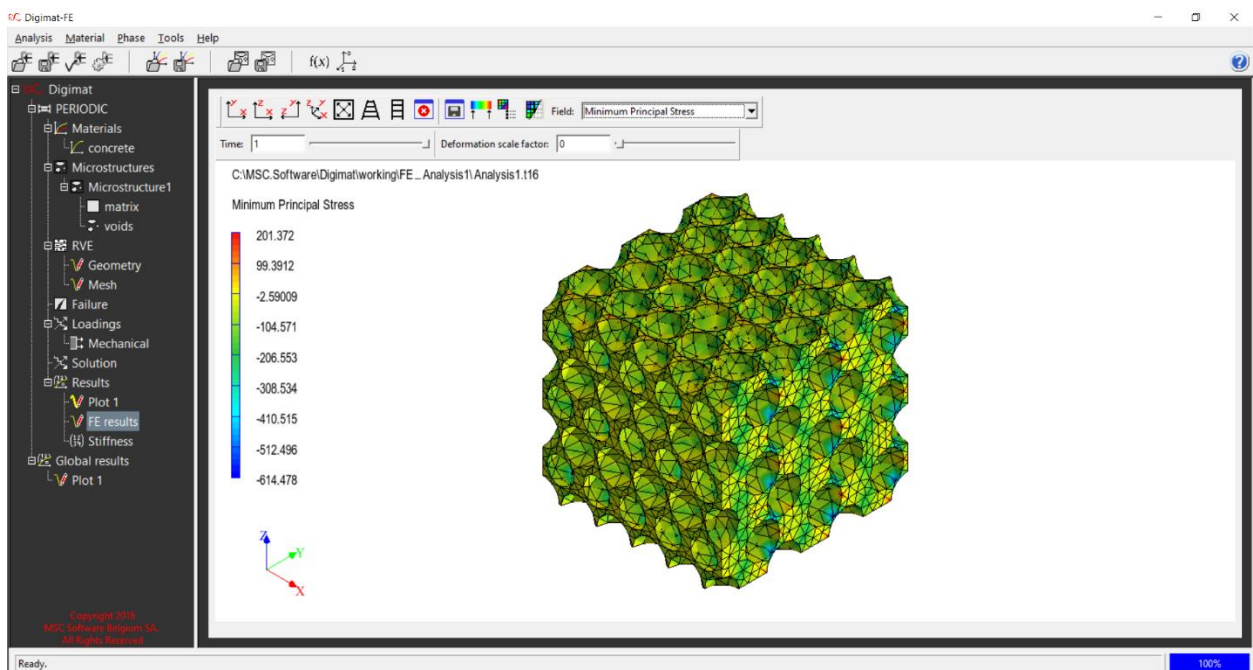 Digimat-FE
Analysis Material Phase Tools Help
f(x)
Digimat
PERIODIC
Materials
concrete
Microstructures
Microstructure1
matrix
voids
RVE
Geometry
Mesh
Failure
Loadings
Mechanical
Solution
Results
Plot 1
FE results
Stiffness
Global results
Plot 1
Copyright 2016
MSC Software Belgium SA.
All Rights Reserved
Field: Minimum Principal Stress
Time: 1 Deformation scale factor: 0
C:\MSC.Software\Digimat\working\FE_Analysis1\Analysis1.t16
Minimum Principal Stress
201.372
99.3912
-2.59009
-104.571
-206.553
-308.534
-410.515
-512.496
-614.478
Z
Y
X
Ready. 100%